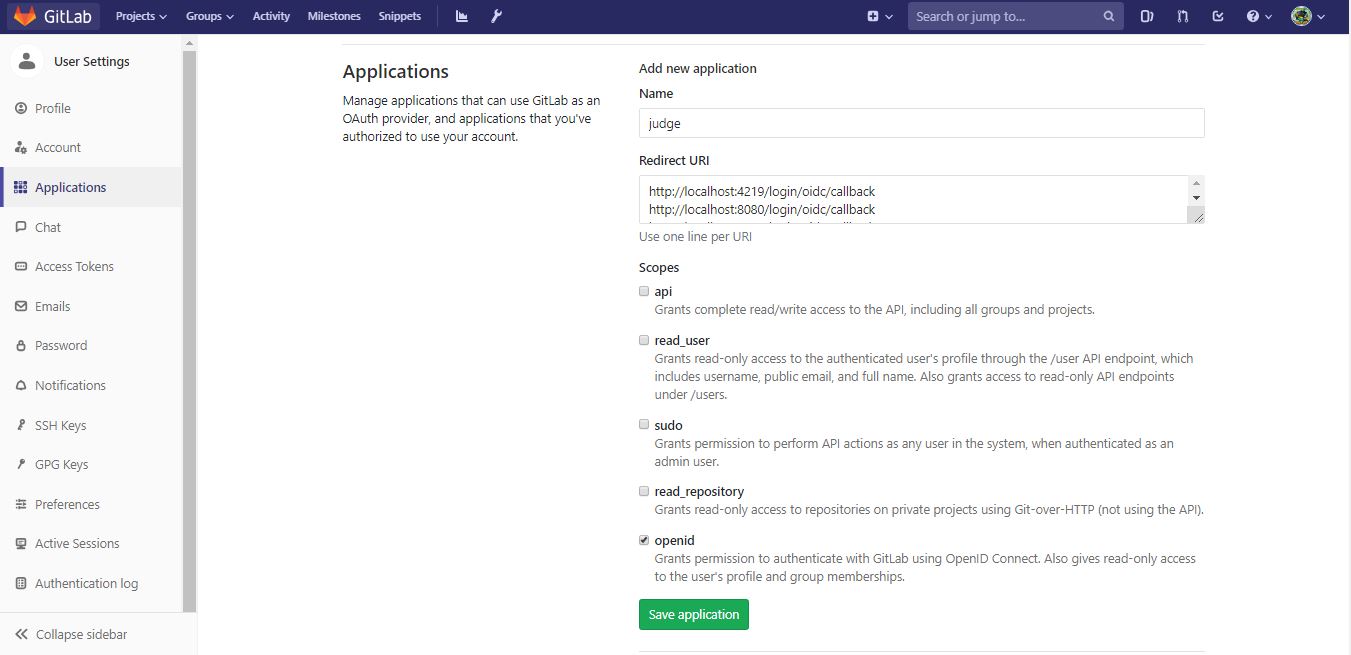 GitLab
Projects
Groups
Activity
Milestones
Snippets
Search or jump to...
User Settings
Profile
Account
Applications
Chat
Access Tokens
Emails
Password
Notifications
SSH Keys
GPG Keys
Preferences
Active Sessions
Authentication log
Collapse sidebar
Applications
Manage applications that can use GitLab as an
OAuth provider, and applications that you've
authorized to use your account.
Add new application
Name
judge
Redirect URI
http://localhost:4219/login/oidc/callback
http://localhost:8080/login/oidc/callback
Use one line per URI
Scopes
api
Grants complete read/write access to the API, including all groups and projects.
read_user
Grants read-only access to the authenticated user's profile through the /user API endpoint, which
includes username, public email, and full name. Also grants access to read-only API endpoints
under /users.
sudo
Grants permission to perform API actions as any user in the system, when authenticated as an
admin user.
read_repository
Grants read-only access to repositories on private projects using Git-over-HTTP (not using the API).
openid
Grants permission to authenticate with GitLab using OpenID Connect. Also gives read-only access
to the user's profile and group memberships.
Save application